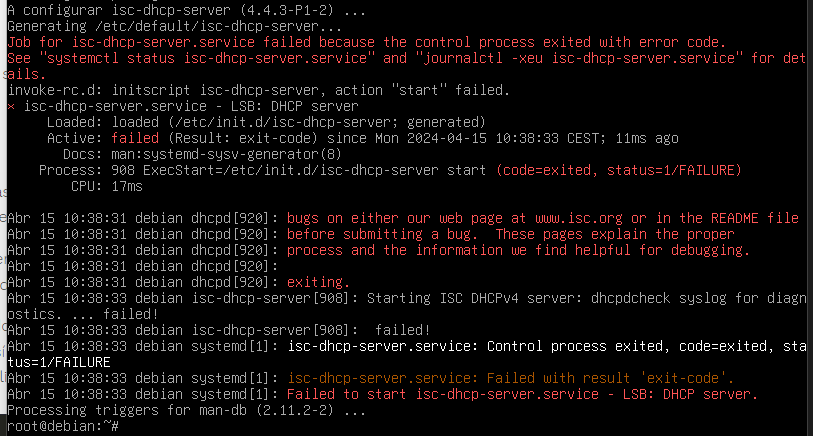 A configurar isc-dhcp-server (4.4.3-P1-2) ...
Generating /etc/default/isc-dhcp-server...
Job for isc-dhcp-server.service failed because the control process exited with error code.
See "systemctl status isc-dhcp-server.service" and "journalctl -xeu isc-dhcp-server.service" for det
ails.
invoke-rc.d: initscript isc-dhcp-server, action "start" failed.
× isc-dhcp-server.service - LSB: DHCP server
     Loaded: loaded (/etc/init.d/isc-dhcp-server; generated)
     Active: failed (Result: exit-code) since Mon 2024-04-15 10:38:33 CEST; 11ms ago
       Docs: man:systemd-sysv-generator(8)
    Process: 908 ExecStart=/etc/init.d/isc-dhcp-server start (code=exited, status=1/FAILURE)
        CPU: 17ms

Abr 15 10:38:31 debian dhcpd[920]: bugs on either our web page at www.isc.org or in the README file
Abr 15 10:38:31 debian dhcpd[920]: before submitting a bug.  These pages explain the proper
Abr 15 10:38:31 debian dhcpd[920]: process and the information we find helpful for debugging.
Abr 15 10:38:31 debian dhcpd[920]:
Abr 15 10:38:31 debian dhcpd[920]: exiting.
Abr 15 10:38:33 debian isc-dhcp-server[908]: Starting ISC DHCPv4 server: dhcpdcheck syslog for diagn
ostics. ... failed!
Abr 15 10:38:33 debian isc-dhcp-server[908]:  failed!
Abr 15 10:38:33 debian systemd[1]: isc-dhcp-server.service: Control process exited, code=exited, sta
tus=1/FAILURE
Abr 15 10:38:33 debian systemd[1]: isc-dhcp-server.service: Failed with result 'exit-code'.
Abr 15 10:38:33 debian systemd[1]: Failed to start isc-dhcp-server.service - LSB: DHCP server.
Processing triggers for man-db (2.11.2-2) ...
root@debian:~#